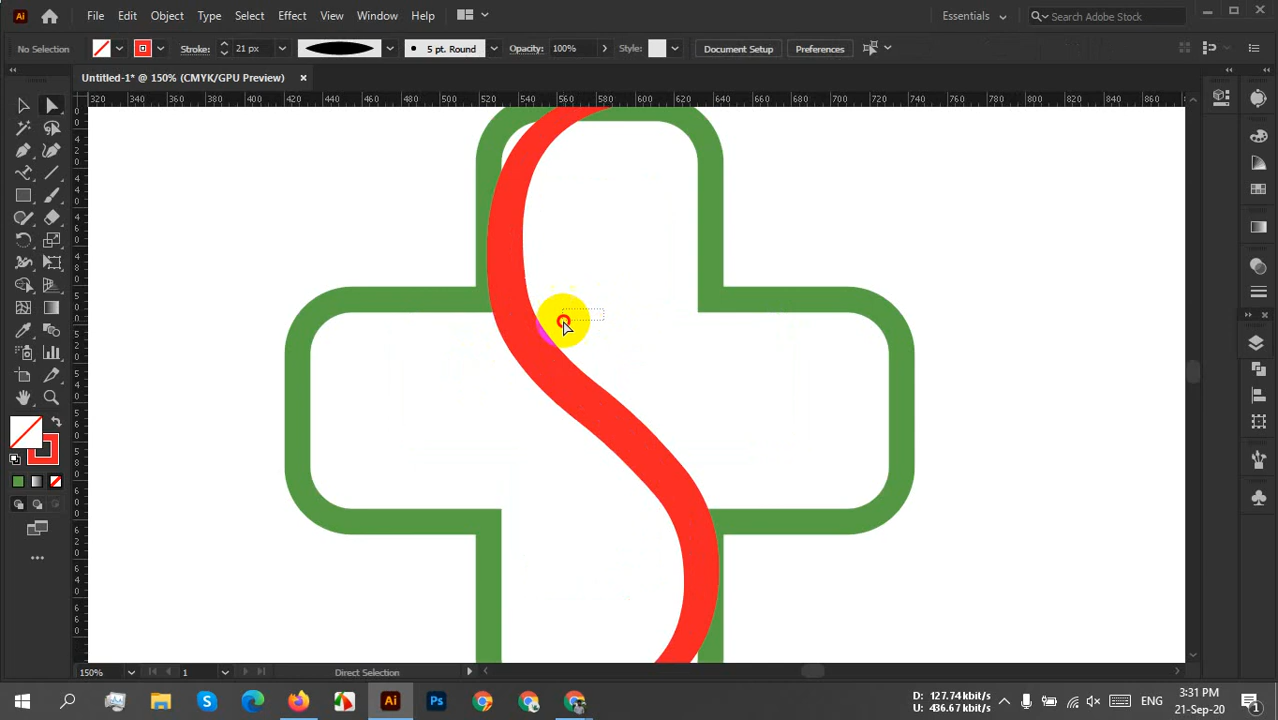 Ai File Edit Object Type Select Effect View Window Help Essentials Search Adobe Stock
No Selection Stroke: 21 px 5 pt. Round Opacity: 100% Style: Document Setup Preferences
Untitled-1* @ 150% (CMYK/GPU Preview)
320 340 360 380 400 420 440 460 480 500 520 540 560 580 600 620 640 660 680 700 720 740 760 780 800 820 840 860
150% 1 Direct Selection
S Ai Ps D: 127.74 kbit/s U: 436.67 kbit/s ENG 3:31 PM 21-Sep-20 1